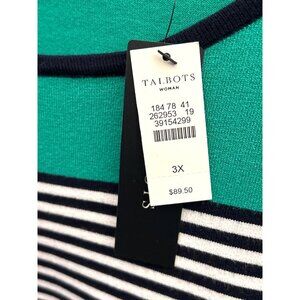 TALBOTS
WOMAN
184 78 41
262953 19
39154299
3X
$89.50